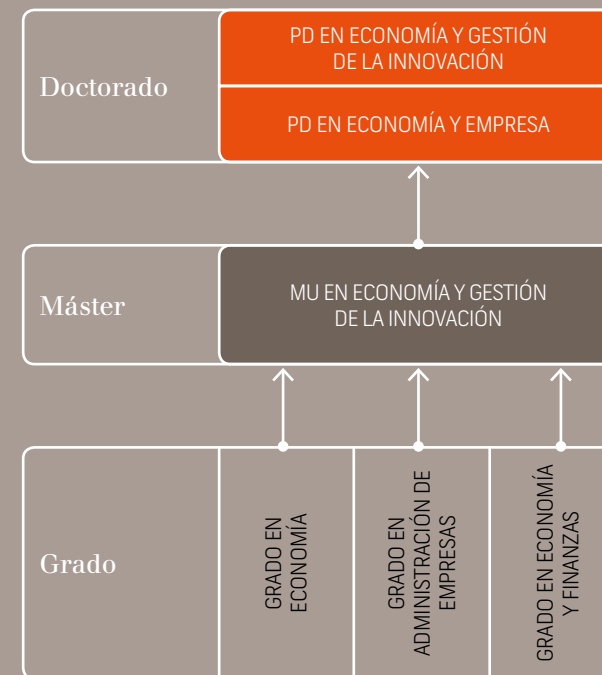 Doctorado
PD EN ECONOMÍA Y GESTIÓN
DE LA INNOVACIÓN
PD EN ECONOMÍA Y EMPRESA
Máster
MU EN ECONOMÍA Y GESTIÓN
DE LA INNOVACIÓN
Grado
GRADO EN
ECONOMÍA
GRADO EN
ADMINISTRACIÓN DE
EMPRESAS
GRADO EN ECONOMÍA
Y FINANZAS